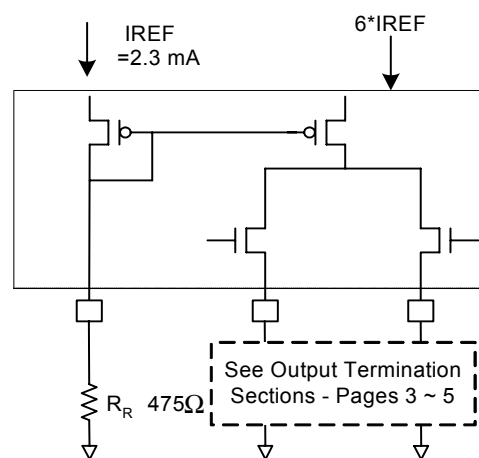 IREF
=2.3 mA
6*IREF
See Output Termination
Sections - Pages 3 ~ 5
RR 475Ω